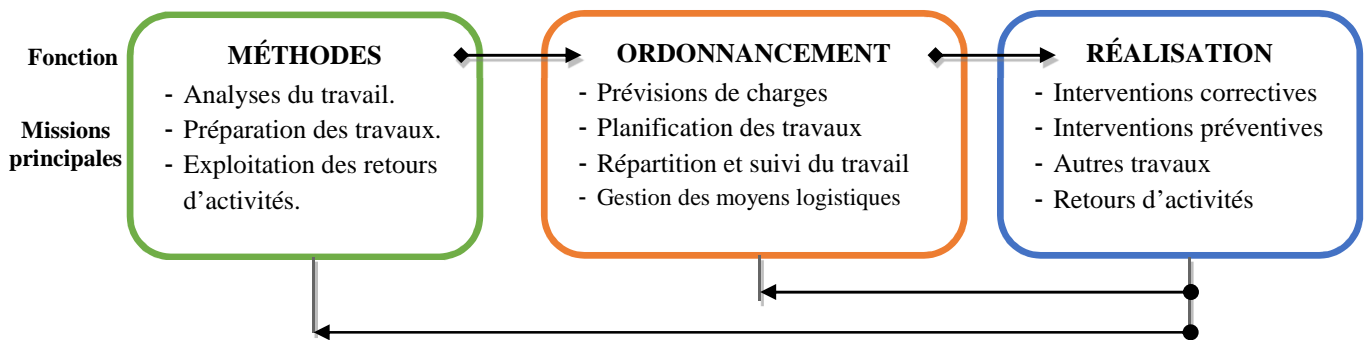 Fonction
Missions
principales
MÉTHODES
- Analyses du travail.
- Préparation des travaux.
- Exploitation des retours
d’activités.
ORDONNANCEMENT
- Prévisions de charges
- Planification des travaux
- Répartition et suivi du travail
- Gestion des moyens logistiques
RÉALISATION
- Interventions correctives
- Interventions préventives
- Autres travaux
- Retours d’activités